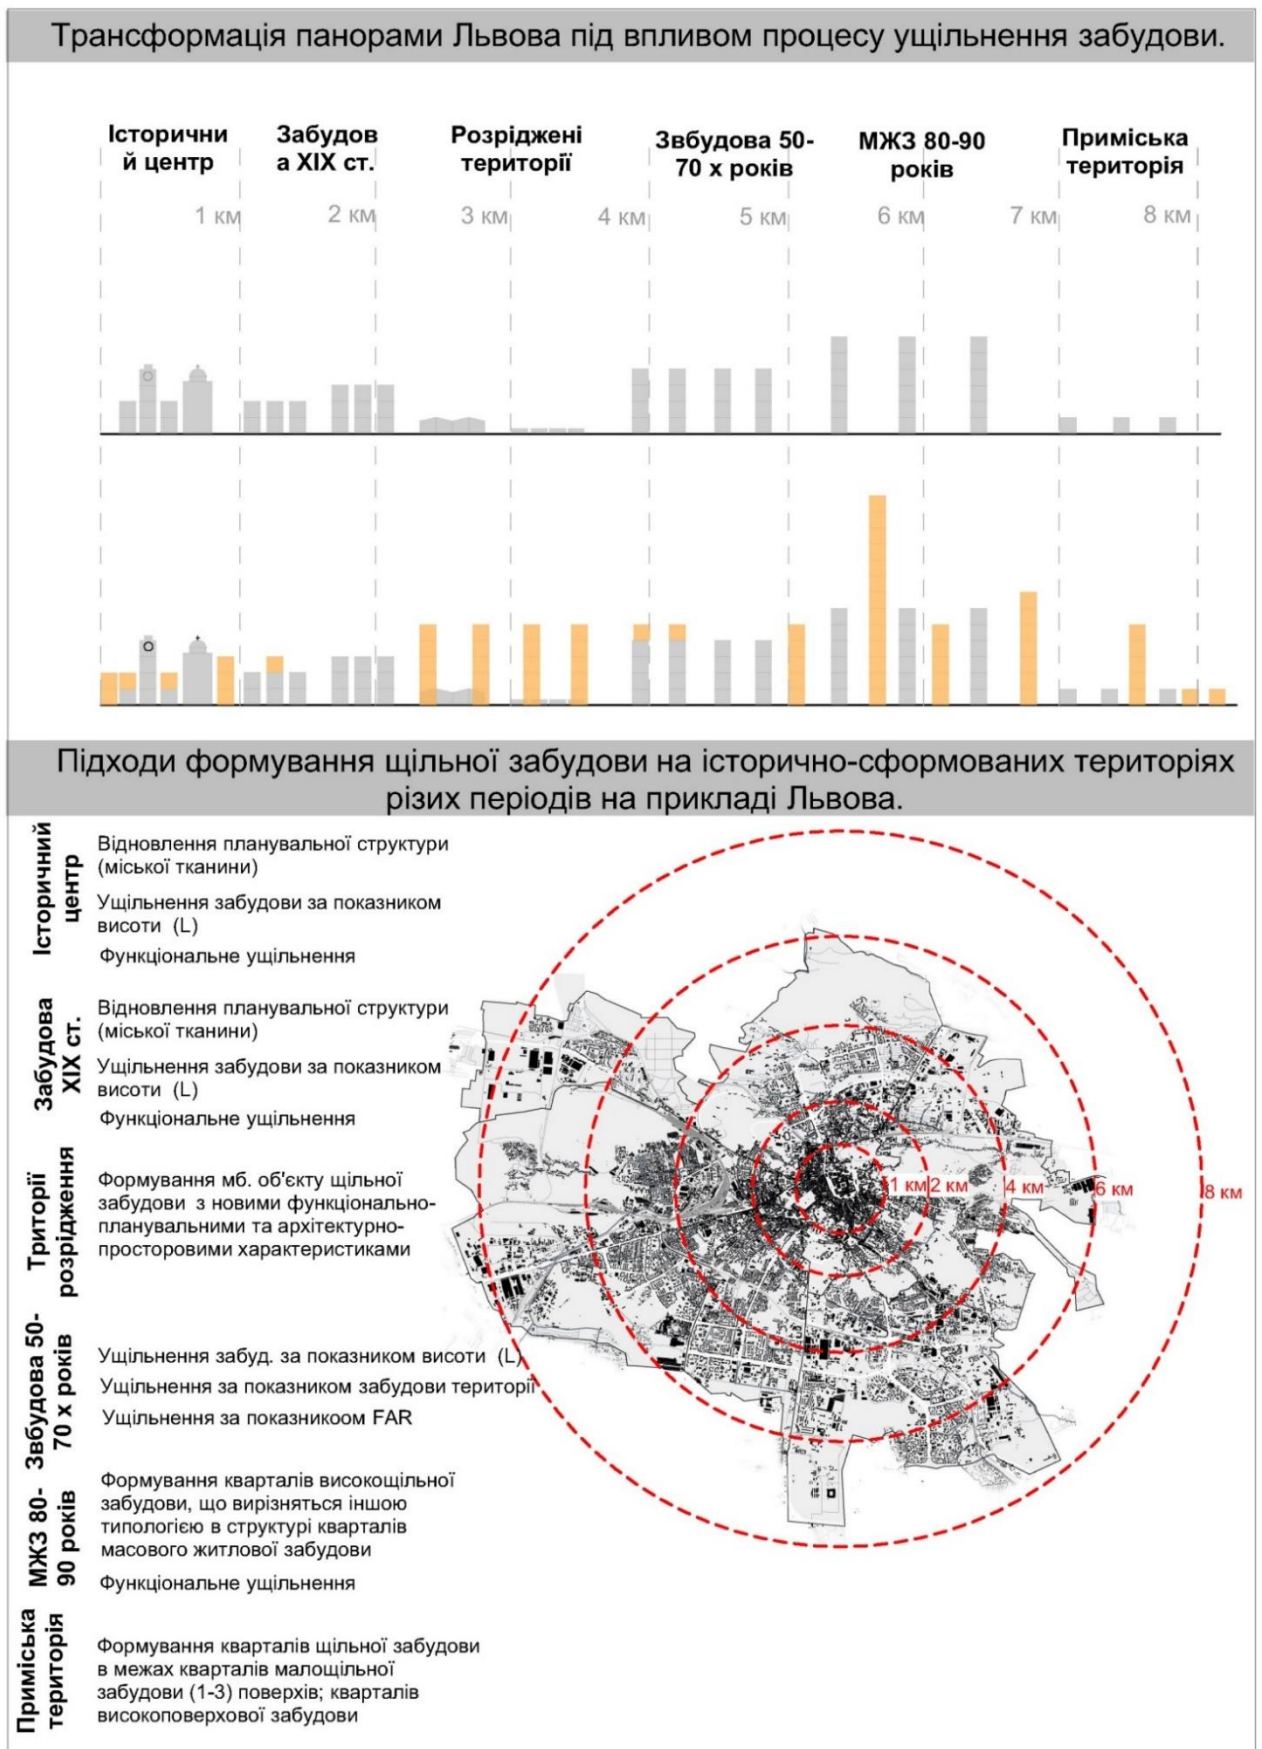 Трансформація панорами Львова під впливом процесу ущільнення забудови.
Історични
й центр
Забудов
а XIX ст.
Розріджені
території
Звбудова 50-
70 х років
МЖЗ 80-90
років
Приміська
територія
1 км
2 км
3 км
4 км
5 км
6 км
7 км
8 км
Підходи формування щільної забудови на історично-сформованих територіях
різих періодів на прикладі Львова.
Історичний
центр
Відновлення планувальної структури
(міської тканини)
Ущільнення забудови за показником
висоти (L)
Функціональне ущільнення
Забудова
XIX ст.
Відновлення планувальної структури
(міської тканини)
Ущільнення забудови за показником
висоти (L)
Функціональне ущільнення
Території
розрідження
Формування мб. об'єкту щільної
забудови з новими функціонально-
планувальними та архітектурно-
просторовими характеристиками
Звбудова 50-
70 х років
Ущільнення забуд. за показником висоти (L)
Ущільнення за показником забудови території
Ущільнення за показникоом FAR
МЖЗ 80-
90 років
Формування кварталів високощільної
забудови, що вирізняться іншою
типологією в структурі кварталів
масового житлової забудови
Функціональне ущільнення
Приміська
територія
Формування кварталів щільної забудови
в межах кварталів малощільної
забудови (1-3) поверхів; кварталів
високоповерхової забудови
1 км
2 км
4 км
6 км
8 км